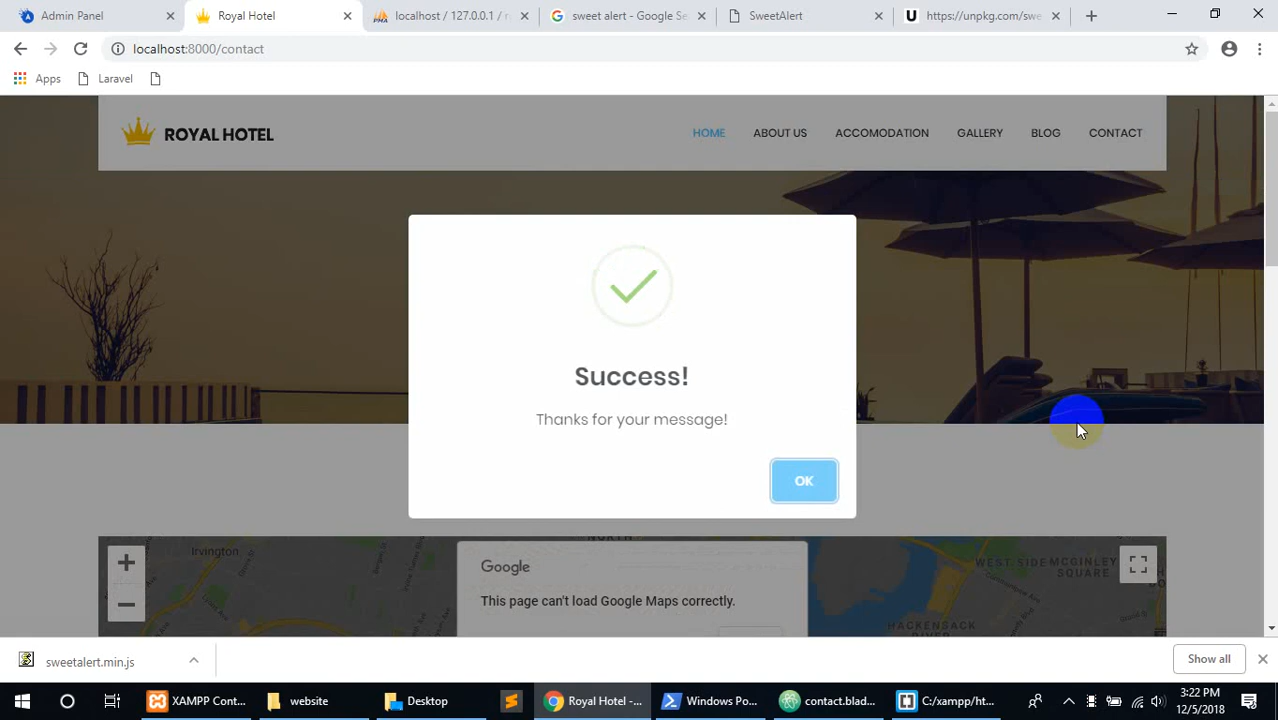 Admin Panel
Royal Hotel
localhost / 127.0.0.1 /
sweet alert - Google Se
SweetAlert
U
https://unpkg.com/swe
localhost:8000/contact
Apps
Laravel
ROYAL HOTEL
HOME
ABOUT US
ACCOMODATION
GALLERY
BLOG
CONTACT
Success!
Thanks for your message!
OK
Irvington
NORTH
Google
This page can't load Google Maps correctly.
WEST SIDE
MCGINLEY
SQUARE
HACKENSACK
RIVER
sweetalert.min.js
Show all
XAMPP Cont...
website
Desktop
Royal Hotel -...
Windows Po...
contact.blad...
C:/xampp/ht...
3:22 PM
12/5/2018